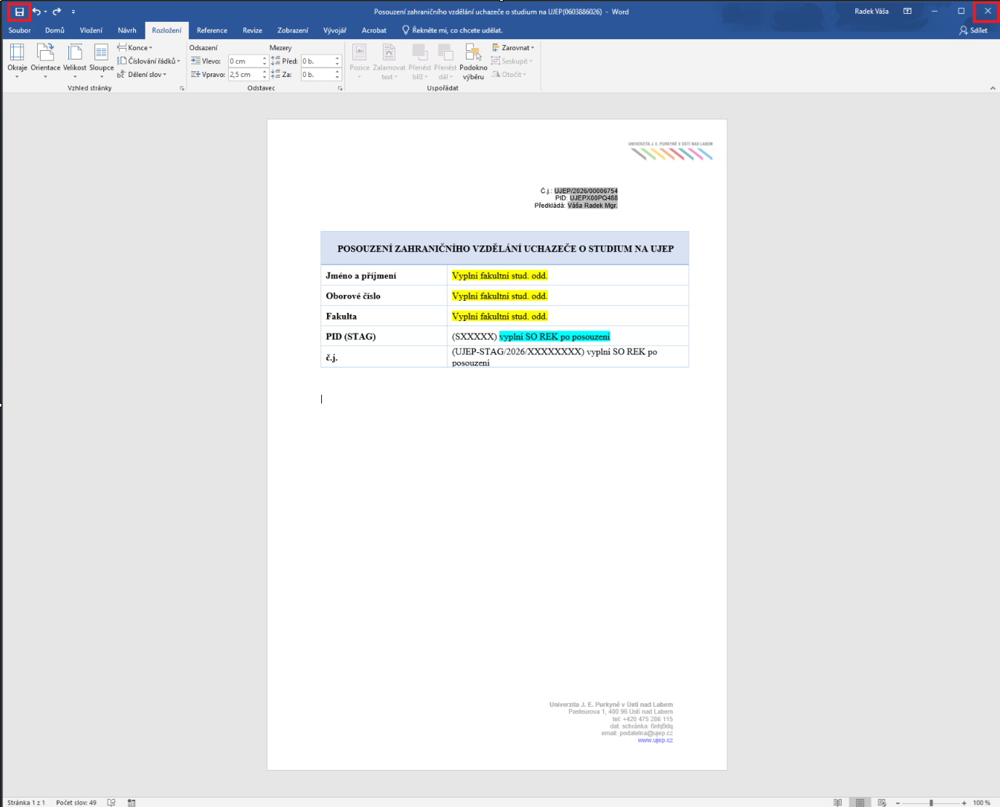 Posouzení zahraničního vzdělání uchazeče o studium na UJEP(0603886026) - Word
Radek Váša
Soubor Domů Vložení Návrh Rozložení Reference Revize Zobrazení Vývojář Acrobat Řekněte mi, co chcete udělat. Sdílet
Okraje Orientace Velikost Sloupce
Konce
Číslování řádků
Dělení slov
Vzhled stránky
Odsazení Mezery
Vlevo: 0 cm Před: 0 b.
Vpravo: 2,5 cm Za: 0 b.
Odstavec
Pozice Zalamovat text Přenést blíž Přenést dál Podokno výběru
Zarovnat
Seskupit
Otočit
Uspořádat
UNIVERZITA J. E. PURKYNĚ V ÚSTÍ NAD LABEM
Č.j.: UJEP/2026/00006754
PID: UJEPX00PQ488
Předkládá: Váša Radek Mgr.
POSOUZENÍ ZAHRANIČNÍHO VZDĚLÁNÍ UCHAZEČE O STUDIUM NA UJEP
Jméno a příjmení Vyplní fakultní stud. odd.
Oborové číslo Vyplní fakultní stud. odd.
Fakulta Vyplní fakultní stud. odd.
PID (STAG) (SXXXXX) vyplní SO REK po posouzení
č.j. (UJEP-STAG/2026/XXXXXXXX) vyplní SO REK po
posouzení
Univerzita J. E. Purkyně v Ústí nad Labem
Pasteurova 1, 400 96 Ústí nad Labem
tel: +420 475 286 115
dat. schránka: 6nhj9dq
email: podatelna@ujep.cz
www.ujep.cz
Stránka 1 z 1 Počet slov: 49 100 %